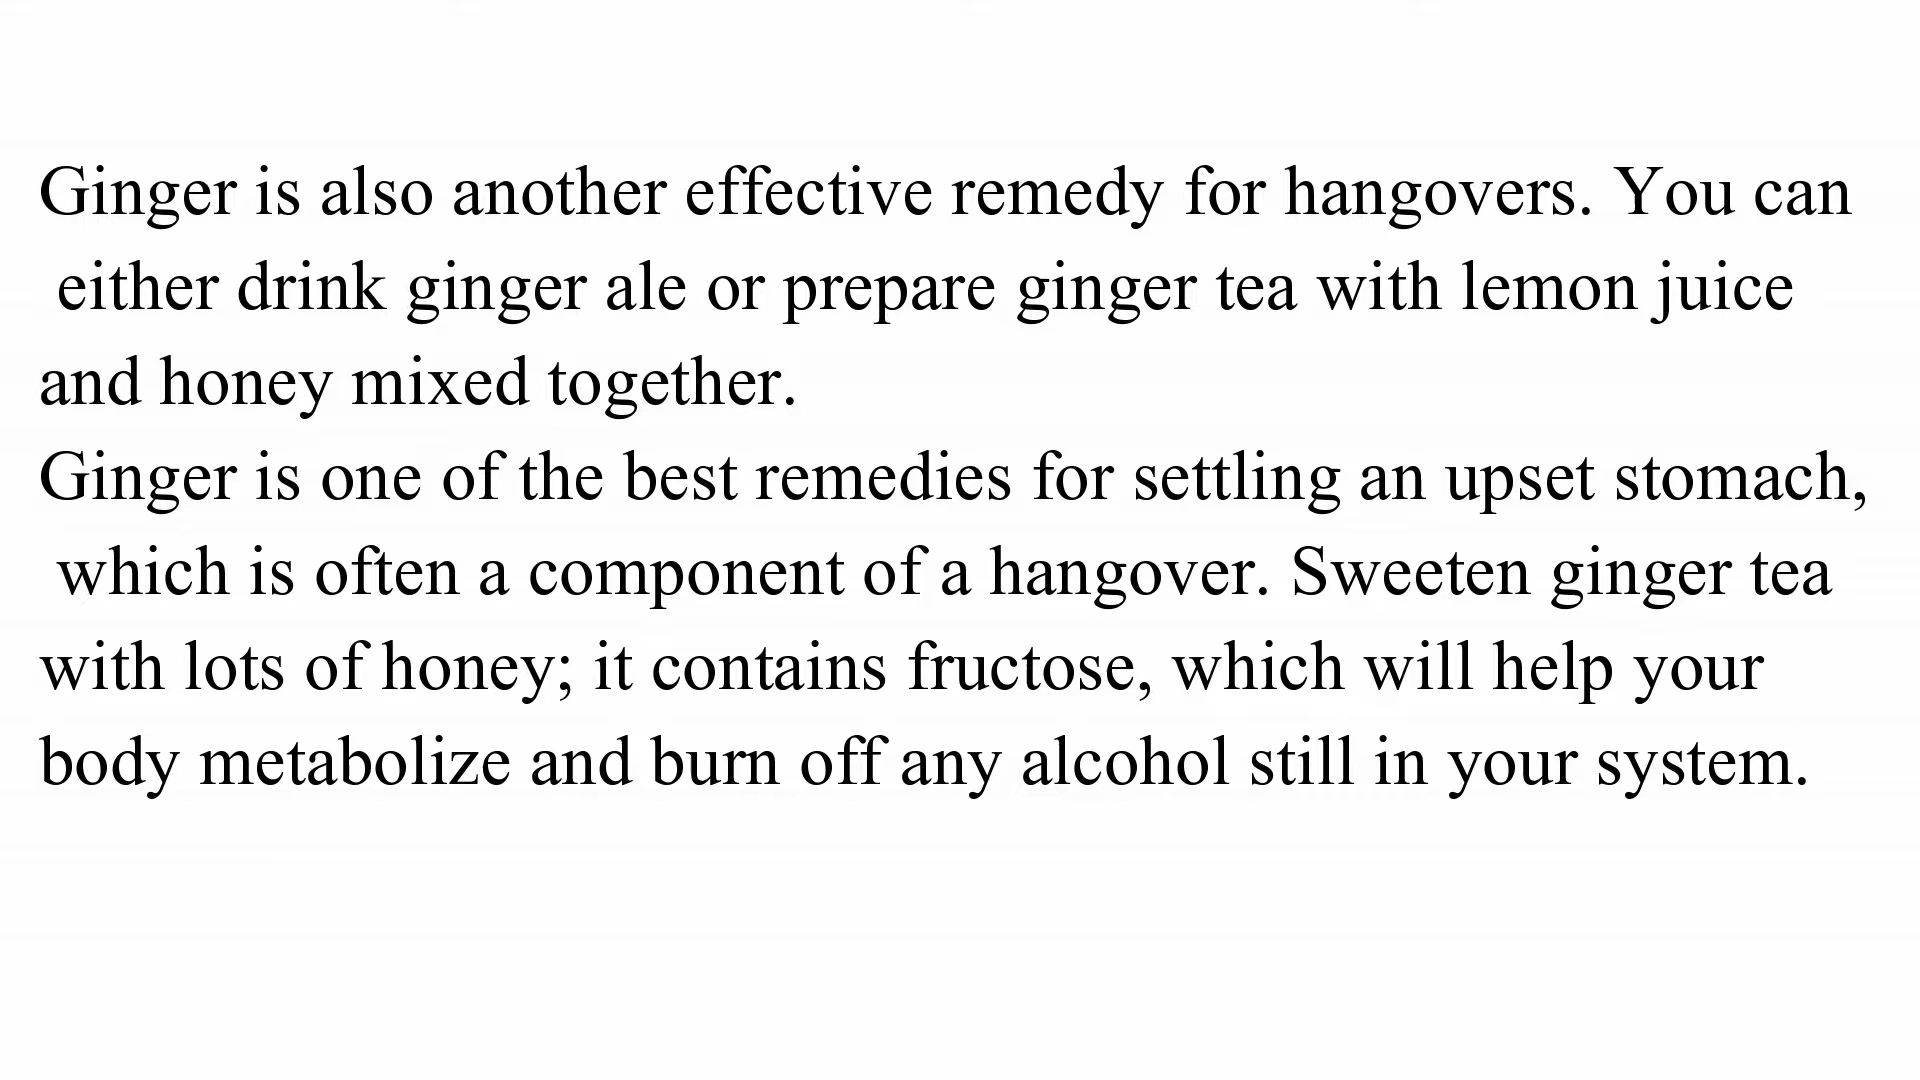 Ginger is also another effective remedy for hangovers. You can
either drink ginger ale or prepare ginger tea with lemon juice
and honey mixed together.
Ginger is one of the best remedies for settling an upset stomach,
which is often a component of a hangover. Sweeten ginger tea
with lots of honey; it contains fructose, which will help your
body metabolize and burn off any alcohol still in your system.